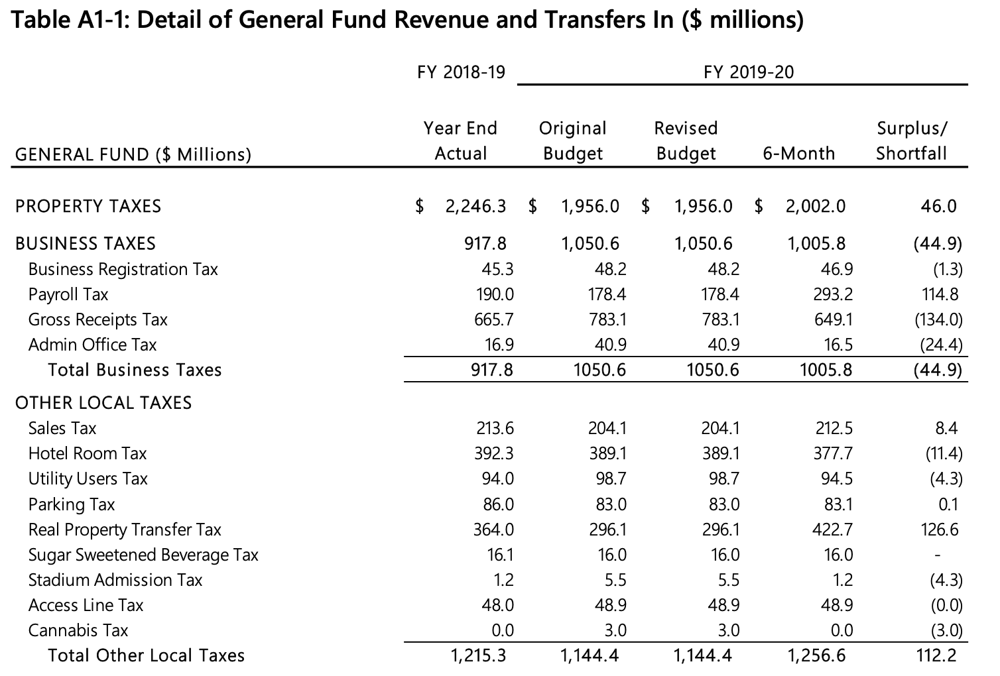 Table A1-1: Detail of General Fund Revenue and Transfers In ($ millions)
FY 2018-19 FY 2019-20
Year End Original Revised Surplus/
GENERAL FUND ($ Millions) Actual Budget Budget 6-Month Shortfall
PROPERTY TAXES $ 2,246.3 $ 1,956.0 $ 1,956.0 $ 2,002.0 46.0
BUSINESS TAXES 917.8 1,050.6 1,050.6 1,005.8 (44.9)
Business Registration Tax 45.3 48.2 48.2 46.9 (1.3)
Payroll Tax 190.0 178.4 178.4 293.2 114.8
Gross Receipts Tax 665.7 783.1 783.1 649.1 (134.0)
Admin Office Tax 16.9 40.9 40.9 16.5 (24.4)
Total Business Taxes 917.8 1050.6 1050.6 1005.8 (44.9)
OTHER LOCAL TAXES
Sales Tax 213.6 204.1 204.1 212.5 8.4
Hotel Room Tax 392.3 389.1 389.1 377.7 (11.4)
Utility Users Tax 94.0 98.7 98.7 94.5 (4.3)
Parking Tax 86.0 83.0 83.0 83.1 0.1
Real Property Transfer Tax 364.0 296.1 296.1 422.7 126.6
Sugar Sweetened Beverage Tax 16.1 16.0 16.0 16.0 -
Stadium Admission Tax 1.2 5.5 5.5 1.2 (4.3)
Access Line Tax 48.0 48.9 48.9 48.9 (0.0)
Cannabis Tax 0.0 3.0 3.0 0.0 (3.0)
Total Other Local Taxes 1,215.3 1,144.4 1,144.4 1,256.6 112.2